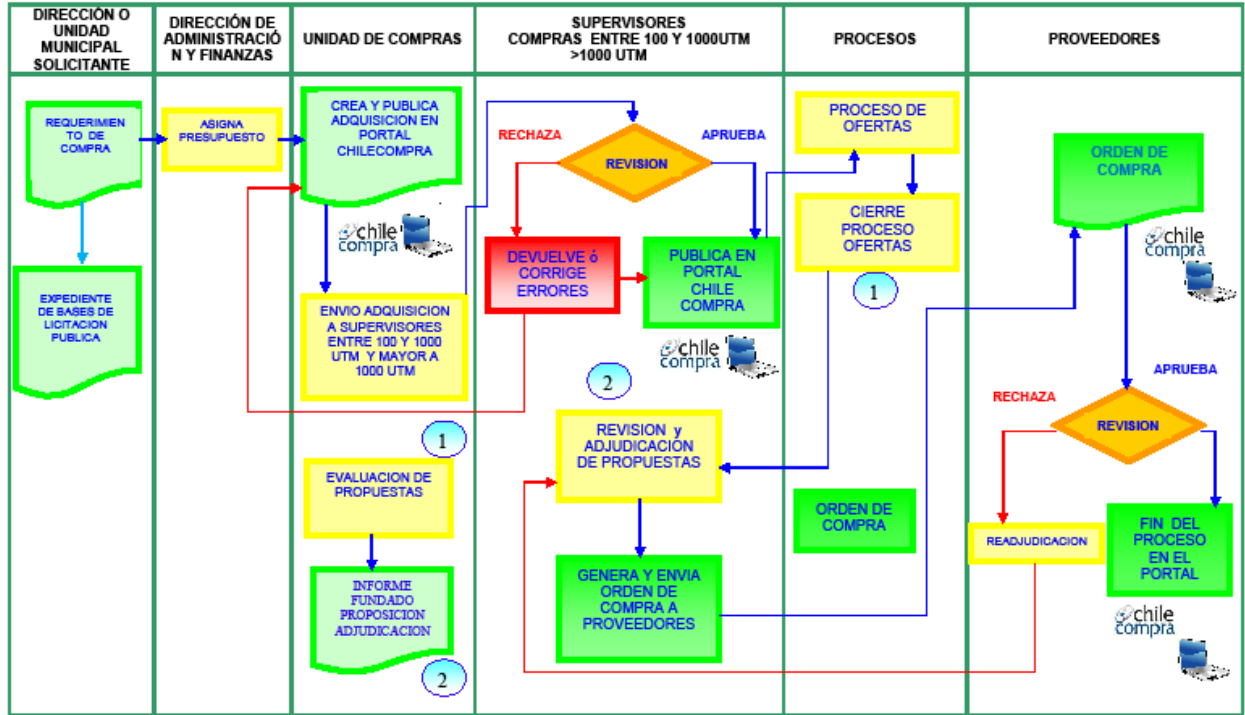 DIRECCIÓN O
UNIDAD
MUNICIPAL
SOLICITANTE
DIRECCIÓN DE
ADMINISTRACIÓ
N Y FINANZAS
UNIDAD DE COMPRAS
SUPERVISORES
COMPRAS ENTRE 100 Y 1000UTM
>1000 UTM
PROCESOS
PROVEEDORES
REQUERIMIEN
TO DE
COMPRA
EXPEDIENTE
DE BASES DE
LICITACION
PUBLICA
ASIGNA
PRESUPUESTO
CREA Y PUBLICA
ADQUISICION EN
PORTAL
CHILECOMPRA
chile
compra
ENVIO ADQUISICION
A SUPERVISORES
ENTRE 100 Y 1000
UTM Y MAYOR A
1000 UTM
1
EVALUACION DE
PROPUESTAS
INFORME
FUNDADO
PROPOSICION
ADJUDICACION
2
RECHAZA
APRUEBA
REVISION
DEVUELVE ó
CORRIGE
ERRORES
PUBLICA EN
PORTAL
CHILE
COMPRA
chile
compra
2
REVISION y
ADJUDICACIÓN
DE PROPUESTAS
GENERA Y ENVIA
ORDEN DE
COMPRA A
PROVEEDORES
PROCESO DE
OFERTAS
CIERRE
PROCESO
OFERTAS
1
ORDEN DE
COMPRA
ORDEN DE
COMPRA
chile
compra
APRUEBA
RECHAZA
REVISION
READJUDICACION
FIN DEL
PROCESO
EN EL
PORTAL
chile
compra